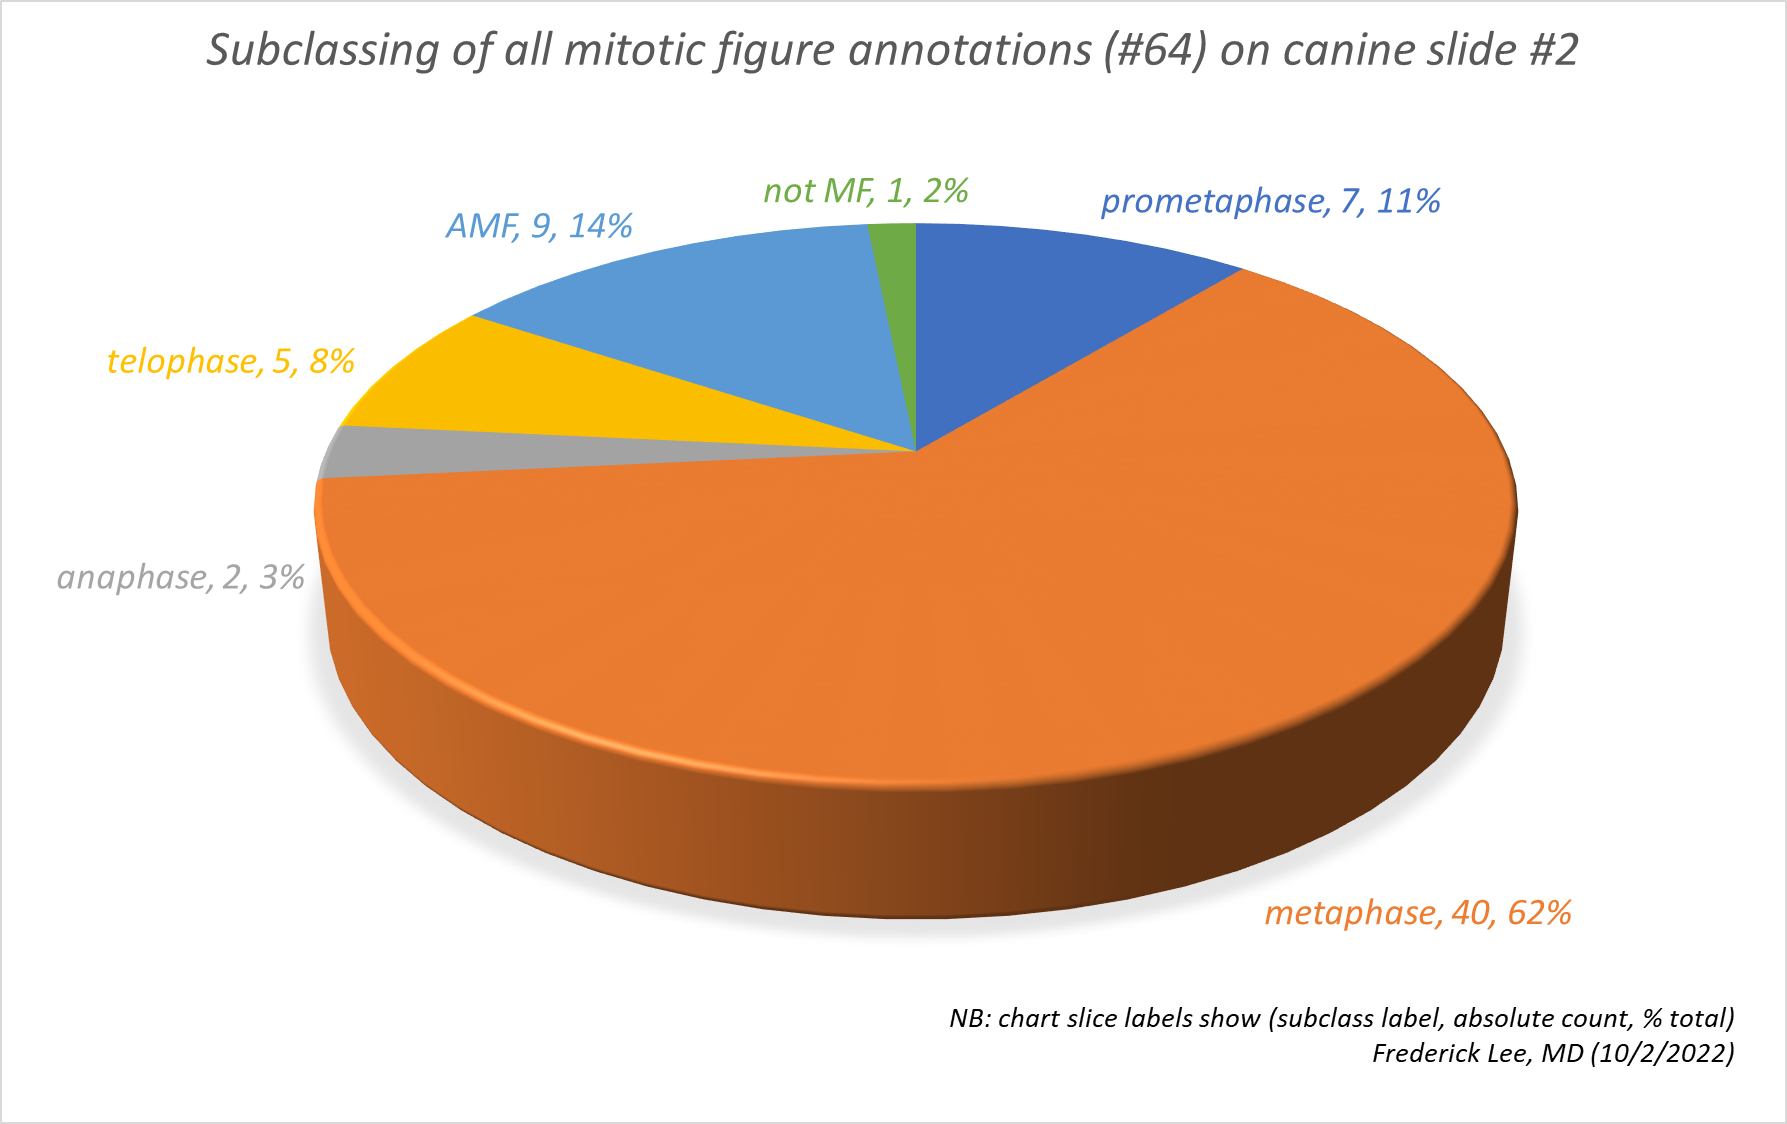 Subclassing of all mitotic figure annotations (#64) on canine slide #2
not MF, 1, 2%
prometaphase, 7, 11%
AMF, 9, 14%
telophase, 5, 8%
anaphase, 2, 3%
metaphase, 40, 62%
NB: chart slice labels show (subclass label, absolute count, % total)
Frederick Lee, MD (10/2/2022)